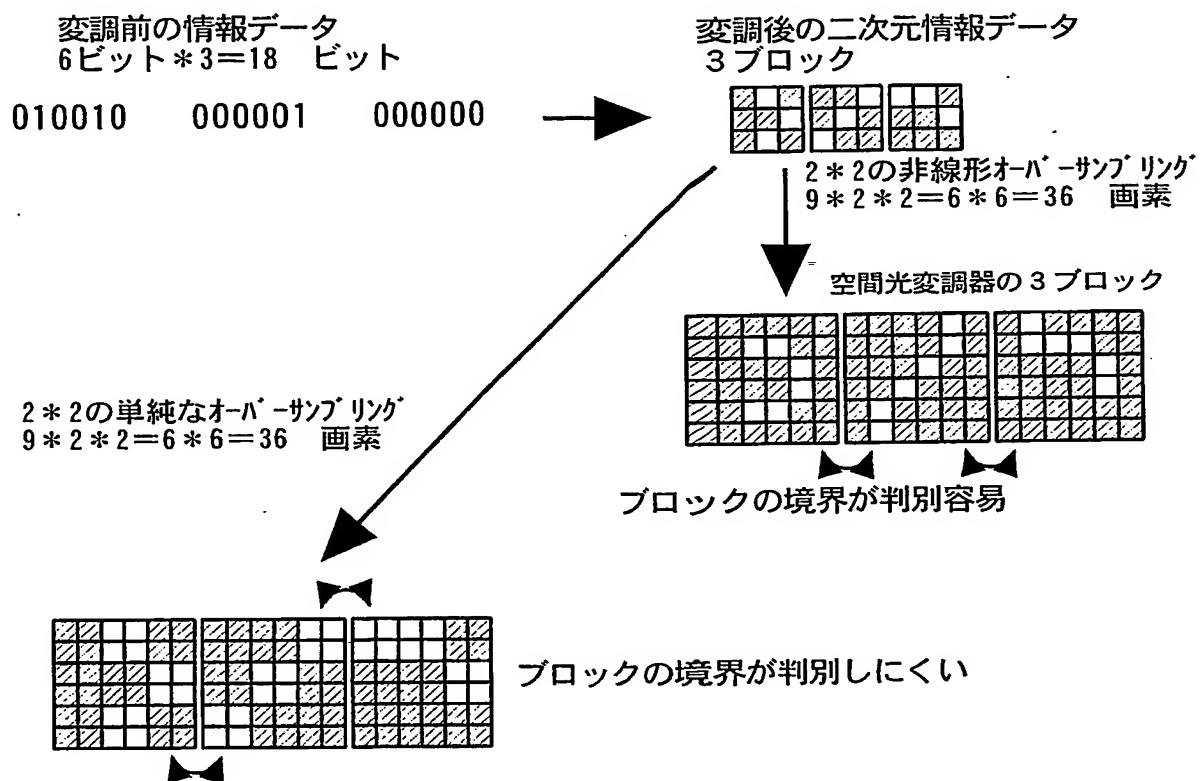 変調前の情報データ
6ビット＊3＝18　ビット
010010　000001　000000
変調後の二次元情報データ
3ブロック
2＊2の非線形ｵｰﾊﾞｰｻﾝﾌﾟﾘﾝｸﾞ
9＊2＊2＝6＊6＝36　画素
空間光変調器の3ブロック
ブロックの境界が判別容易
2＊2の単純なｵｰﾊﾞｰｻﾝﾌﾟﾘﾝｸﾞ
9＊2＊2＝6＊6＝36　画素
ブロックの境界が判別しにくい